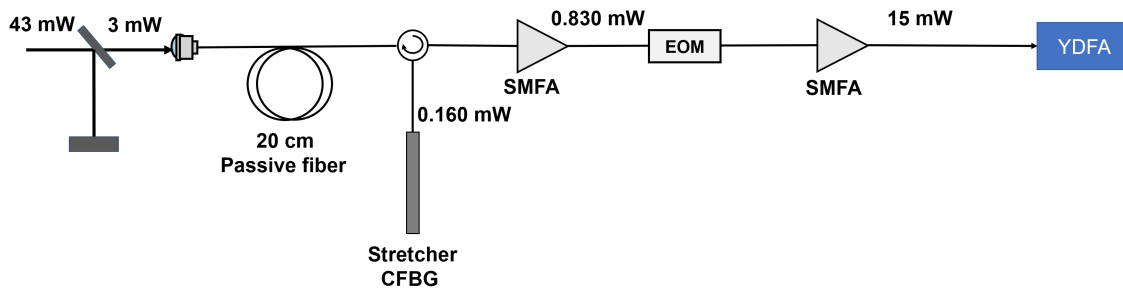 43 mW
3 mW
0.830 mW
15 mW
EOM
YDFA
SMFA
SMFA
0.160 mW
20 cm
Passive fiber
Stretcher
CFBG